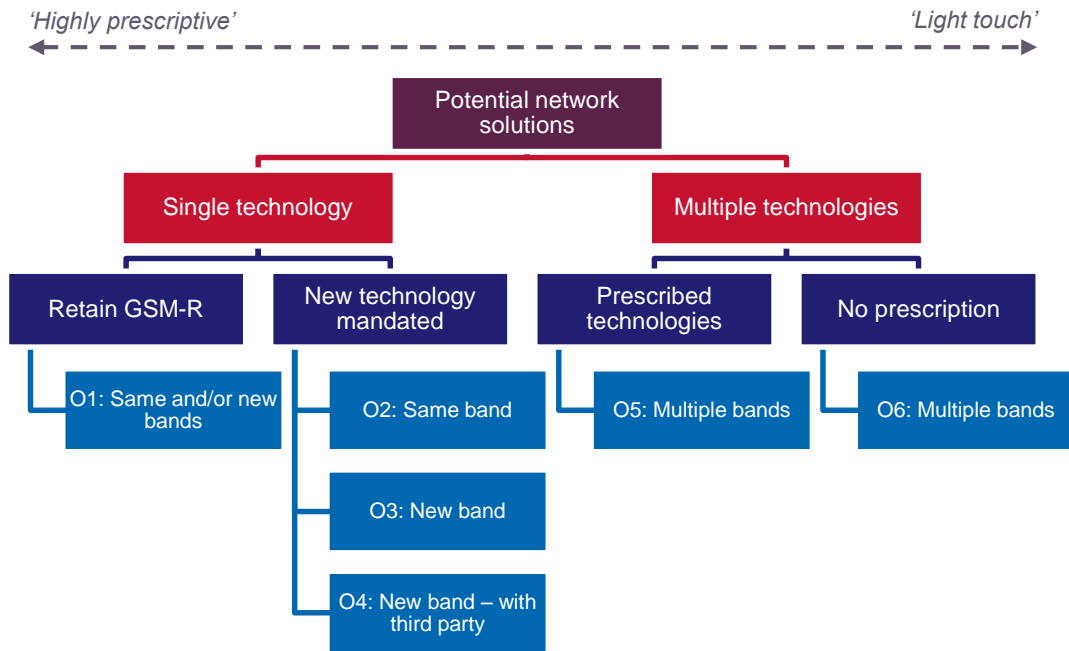 ‘Highly prescriptive’
‘Light touch’
Potential network
solutions
Single technology
Multiple technologies
Retain GSM-R
New technology
mandated
Prescribed
technologies
No prescription
O1: Same and/or new
bands
O2: Same band
O5: Multiple bands
O6: Multiple bands
O3: New band
O4: New band – with
third party